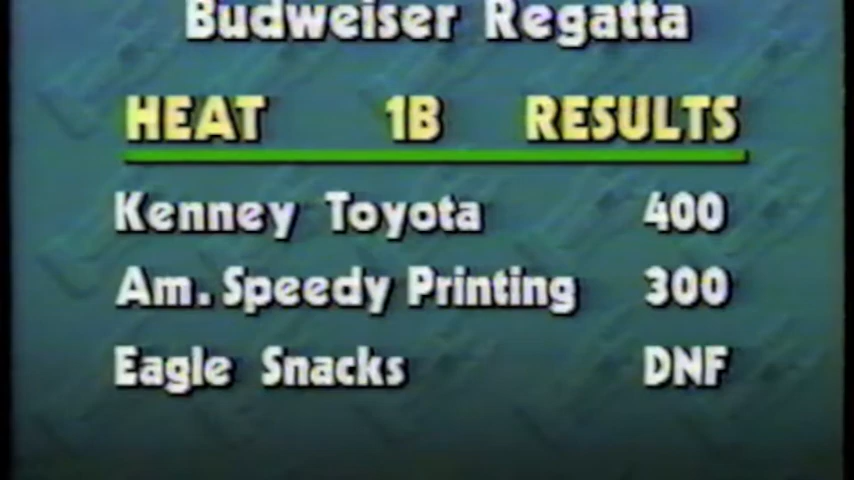 Budweiser Regatta
HEAT 1B RESULTS
Kenney Toyota 400
Am. Speedy Printing 300
Eagle Snacks DNF